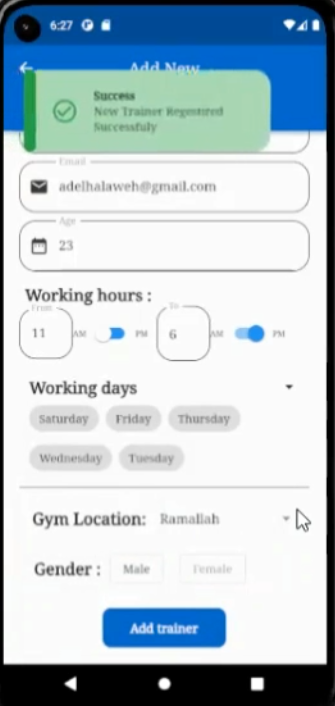 6:27
Add New
Success
New Trainer Regestured
Successfuly
Email
adelhalaweh@gmail.com
Age
23
Working hours :
From
11 AM PM
To
6 AM PM
Working days
Saturday Friday Thursday
Wednesday Tuesday
Gym Location: Ramallah
Gender : Male Female
Add trainer